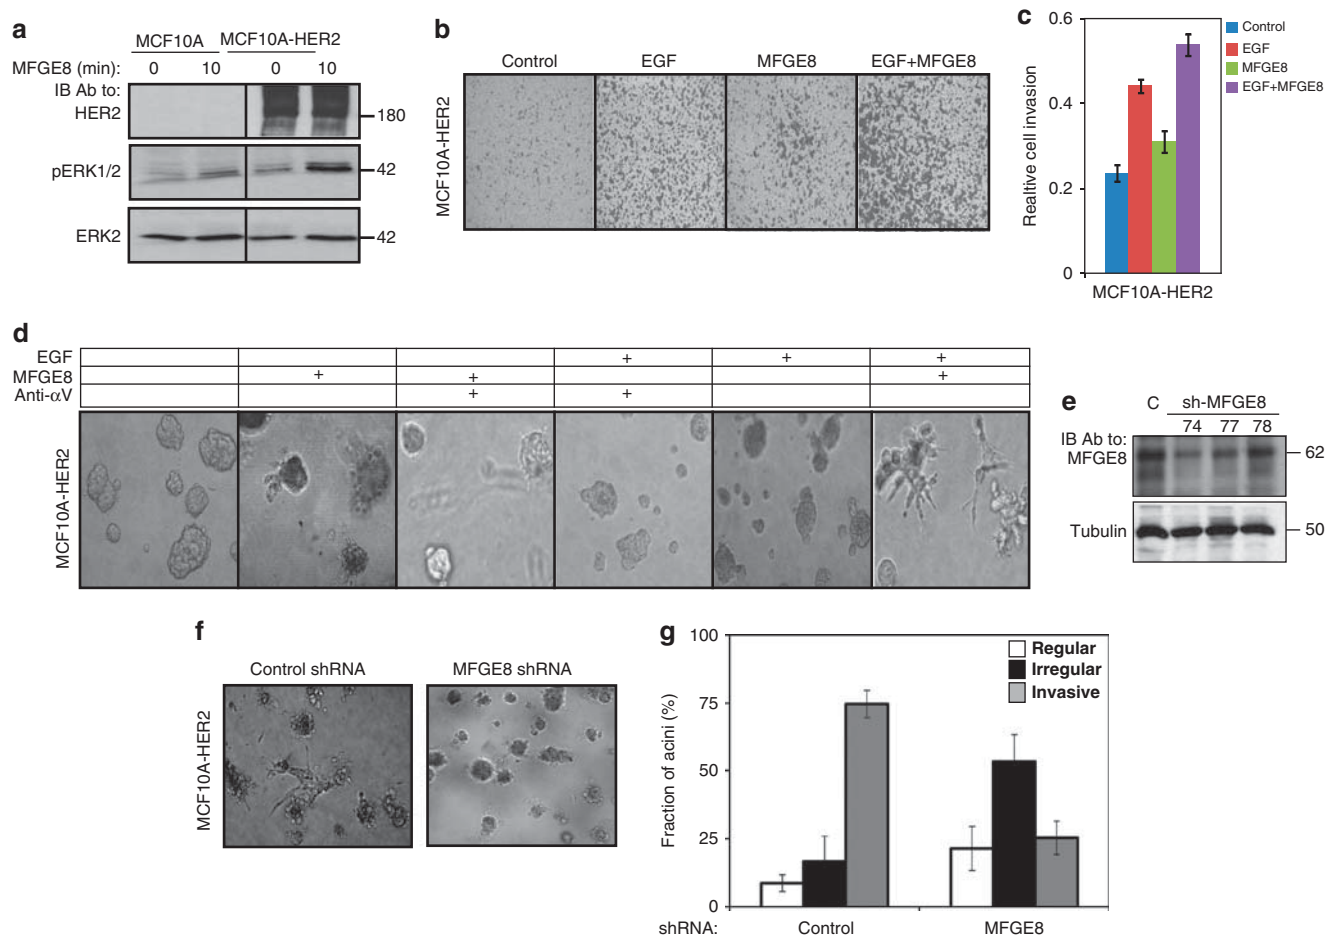 a
MCF10A MCF10A-HER2
MFGE8 (min): 0 10 0 10
IB Ab to:
HER2
180
pERK1/2
42
ERK2
42
b
Control EGF MFGE8 EGF+MFGE8
MCF10A-HER2
c
Realtive cell invasion
0.6
0.4
0.2
0
MCF10A-HER2
Control
EGF
MFGE8
EGF+MFGE8
d
EGF + + +
MFGE8 + + +
Anti-αV + +
MCF10A-HER2
e
C sh-MFGE8
74 77 78
IB Ab to:
MFGE8
62
Tubulin
50
f
Control shRNA MFGE8 shRNA
MCF10A-HER2
g
Fraction of acini (%)
100
75
50
25
0
Regular
Irregular
Invasive
shRNA: Control MFGE8